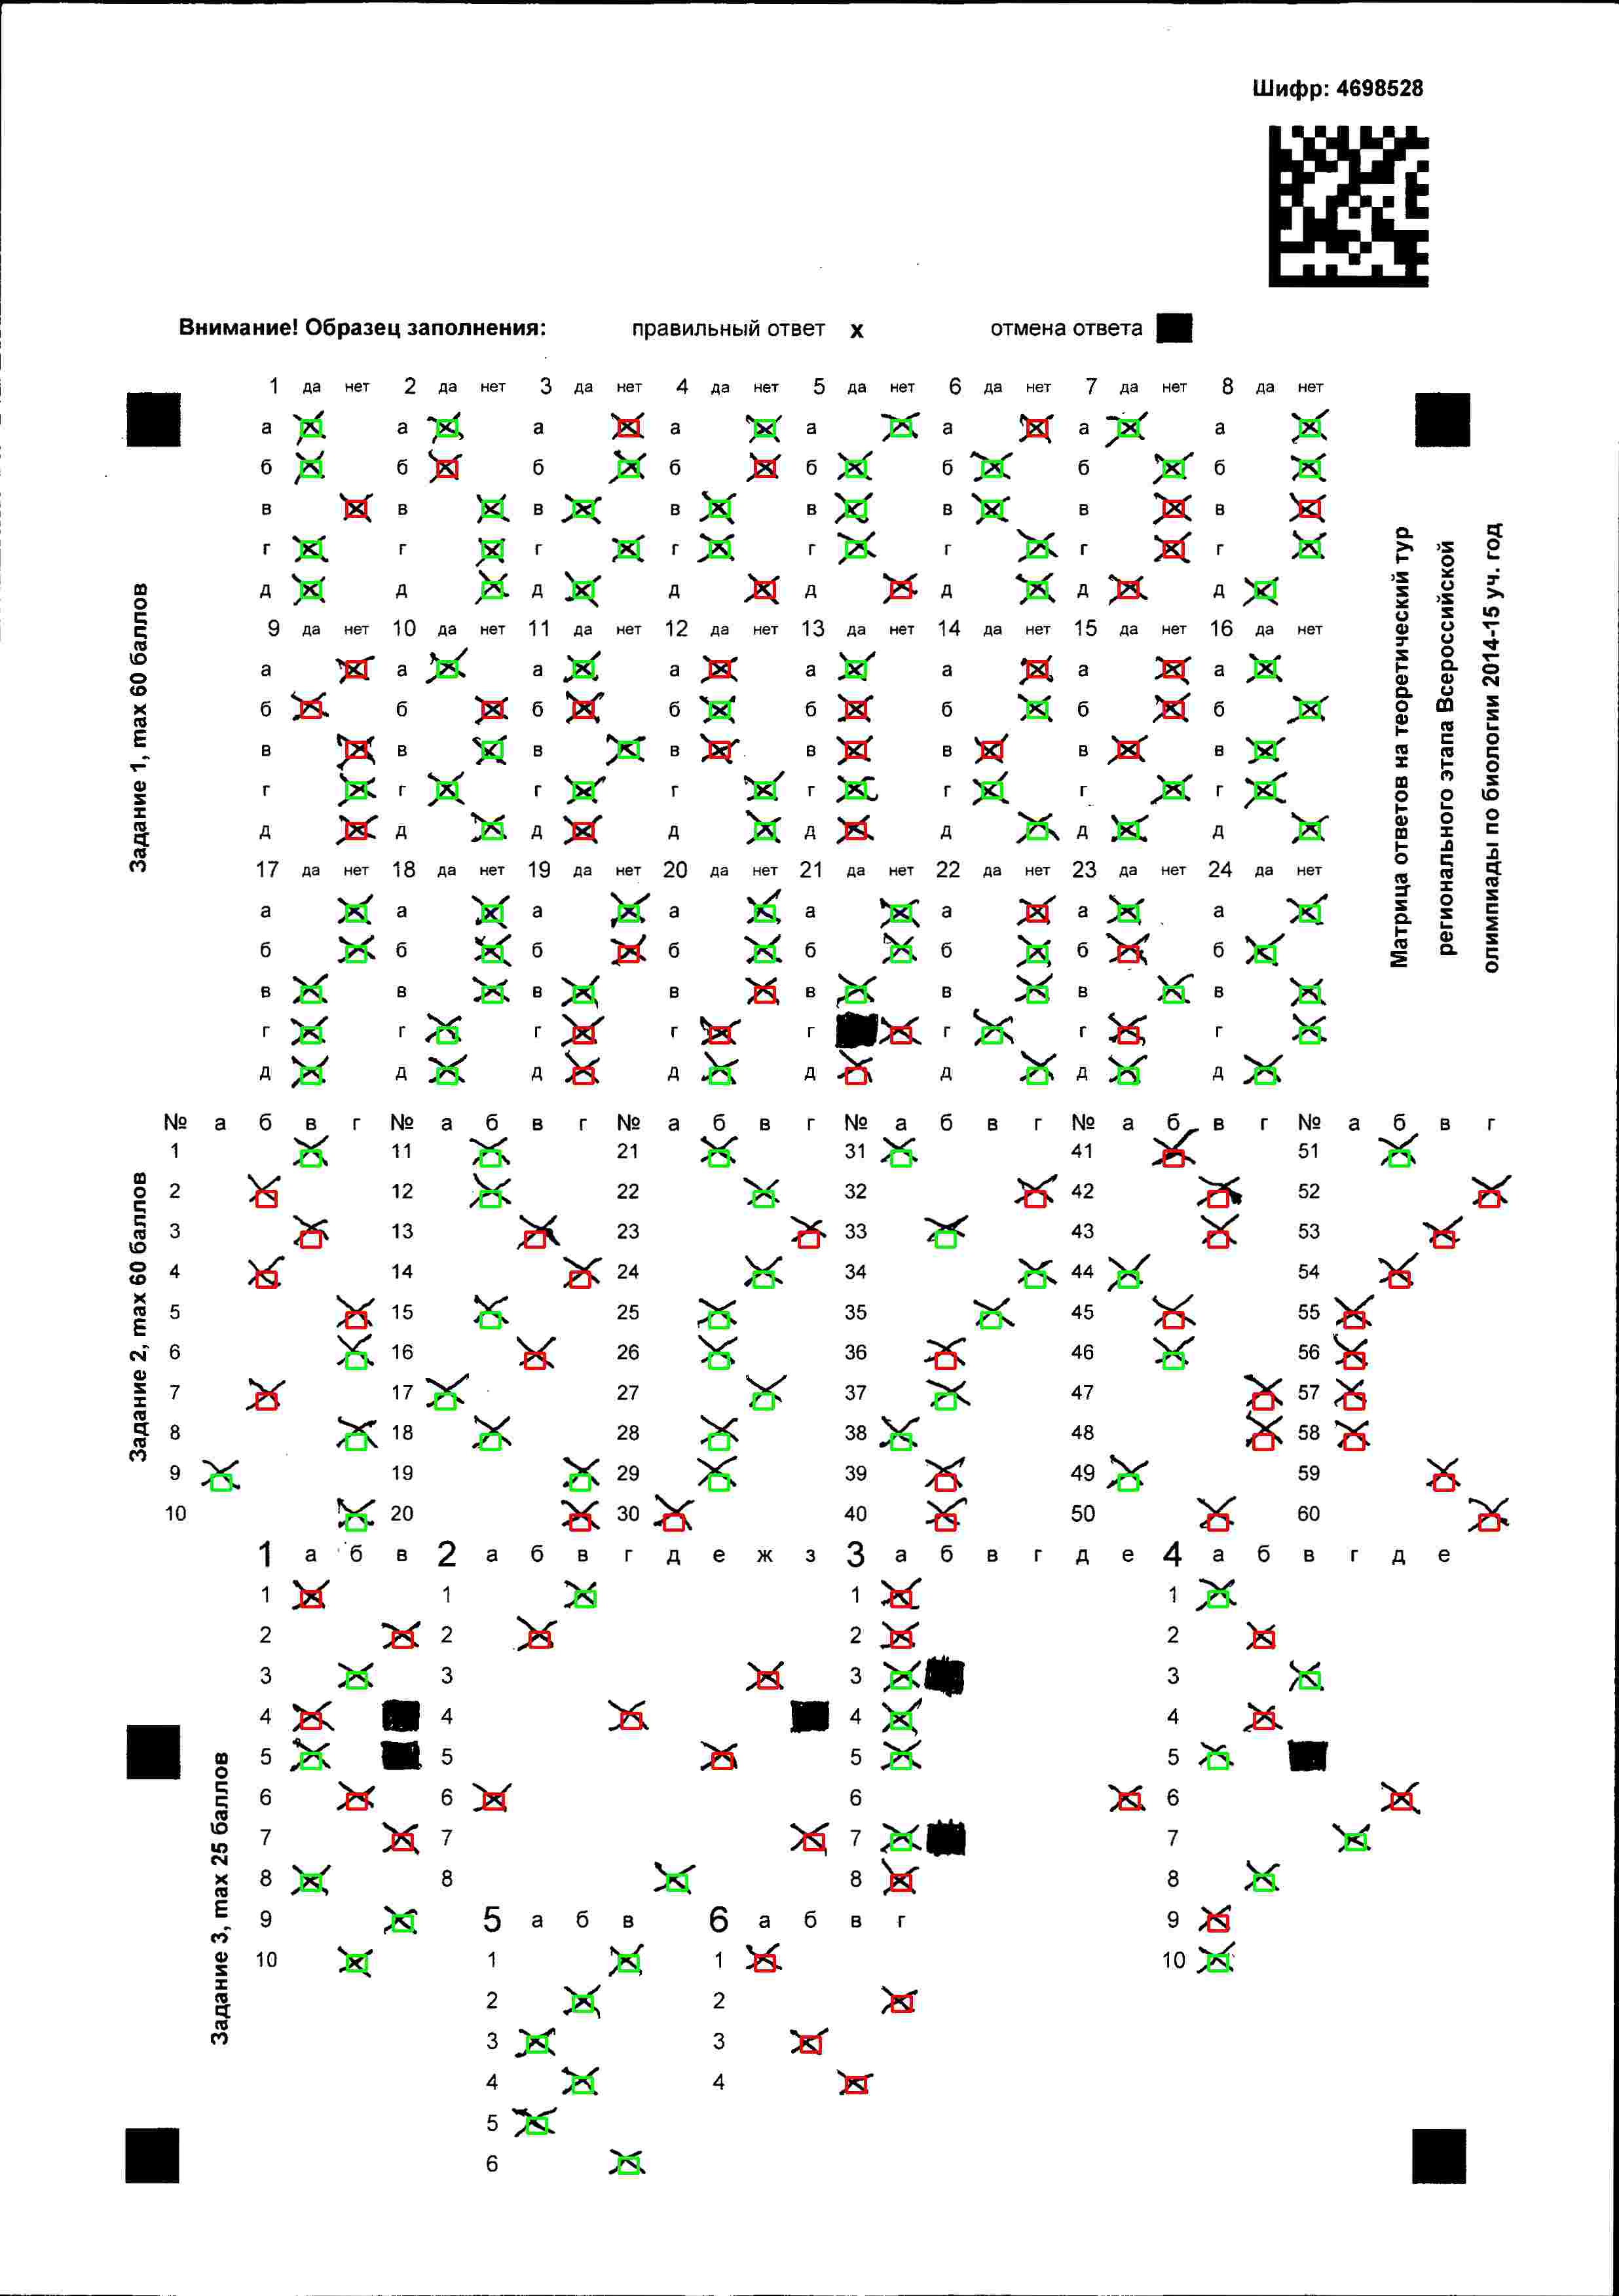 Шифр: 4698528
Внимание! Образец заполнения: правильный ответ х отмена ответа
1 да нет 2 да нет 3 да нет 4 да нет 5 да нет 6 да нет 7 да нет 8 да нет
а а а а а а а а
б б б б б б б б
в в в в в в в в
г г г г г г г г
д д д д д д д д
9 да нет 10 да нет 11 да нет 12 да нет 13 да нет 14 да нет 15 да нет 16 да нет
а а а а а а а а
б б б б б б б б
в в в в в в в в
г г г г г г г г
д д д д д д д д
17 да нет 18 да нет 19 да нет 20 да нет 21 да нет 22 да нет 23 да нет 24 да нет
а а а а а а а а
б б б б б б б б
в в в в в в в в
г г г г г г г г
д д д д д д д д
Задание 1, max 60 баллов
Матрица ответов на теоретический тур
регионального этапа Всероссийской
олимпиады по биологии 2014-15 уч. год
№ а б в г № а б в г № а б в г № а б в г № а б в г № а б в г
1 11 21 31 41 51
2 12 22 32 42 52
3 13 23 33 43 53
4 14 24 34 44 54
5 15 25 35 45 55
6 16 26 36 46 56
7 17 27 37 47 57
8 18 28 38 48 58
9 19 29 39 49 59
10 20 30 40 50 60
Задание 2, max 60 баллов
1 а б в 2 а б в г д е ж з 3 а б в г д е 4 а б в г д е
1 1 1 1
2 2 2 2
3 3 3 3
4 4 4 4
5 5 5 5
6 6 6 6
7 7 7 7
8 8 8 8
9 5 а б в 6 а б в г 9
10 1 1 10
2 2
3 3
4 4
5
6
Задание 3, max 25 баллов